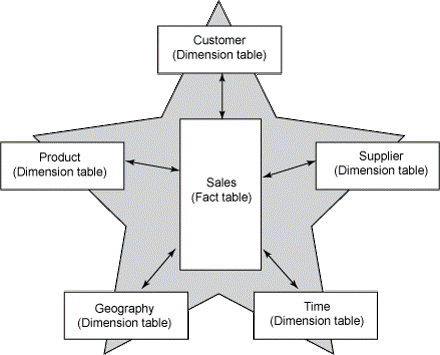 Customer
(Dimension table)
Product
(Dimension table)
Supplier
(Dimension table)
Sales
(Fact table)
Geography
(Dimension table)
Time
(Dimension table)